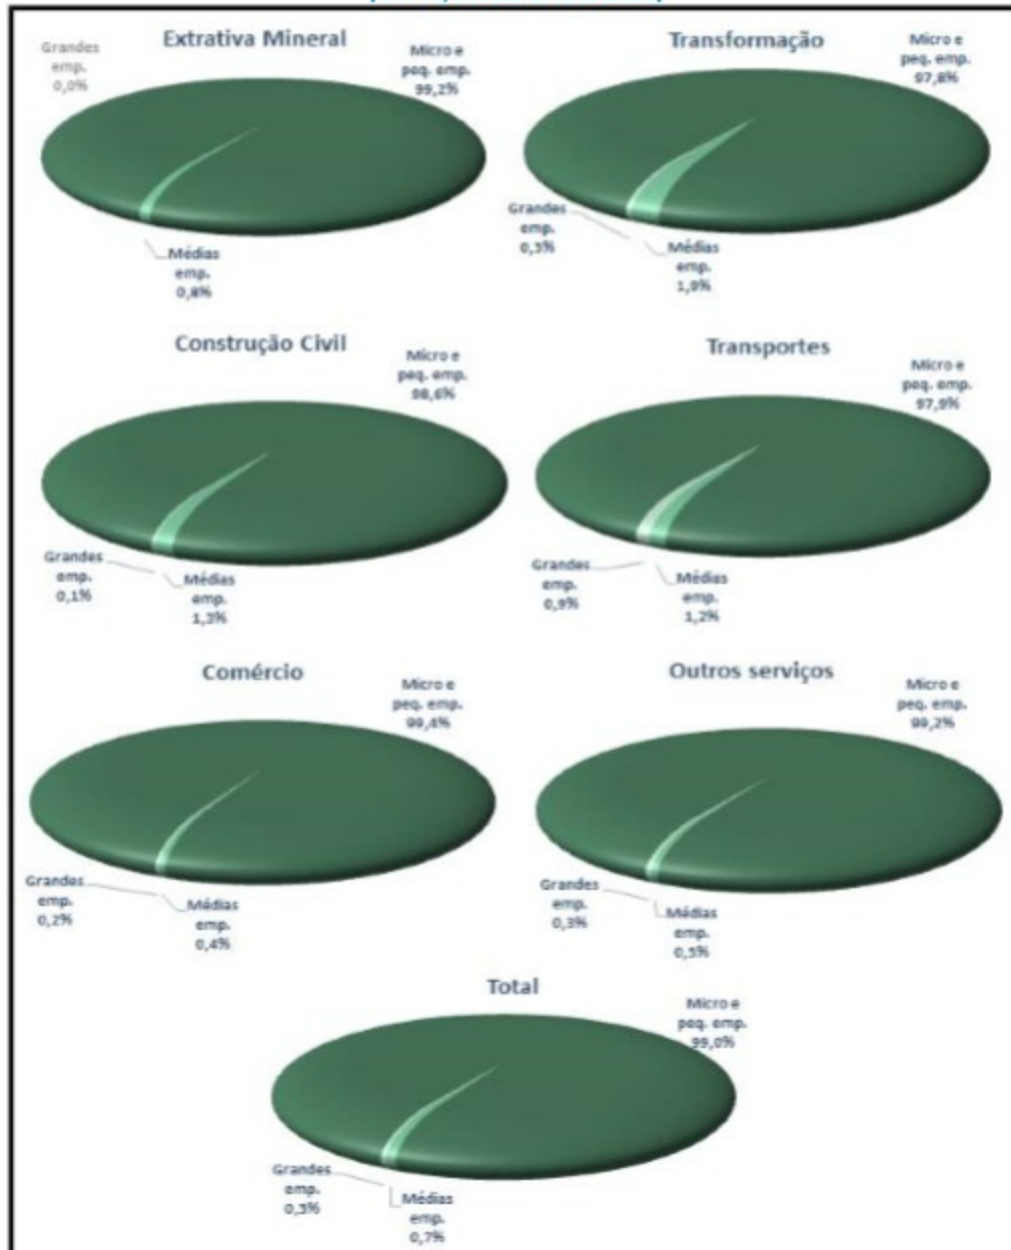 Extrativa Mineral
Grandes
emp.
0,0%
Micro e
peq. emp.
99,2%
Médias
emp.
0,8%
Transformação
Micro e
peq. emp.
97,8%
Grandes
emp.
0,3%
Médias
emp.
1,9%
Construção Civil
Micro e
peq. emp.
98,6%
Grandes
emp.
0,1%
Médias
emp.
1,3%
Transportes
Micro e
peq. emp.
97,9%
Grandes
emp.
0,9%
Médias
emp.
1,2%
Comércio
Micro e
peq. emp.
99,4%
Grandes
emp.
0,2%
Médias
emp.
0,4%
Outros serviços
Micro e
peq. emp.
99,2%
Grandes
emp.
0,3%
Médias
emp.
0,5%
Total
Micro e
peq. emp.
99,0%
Grandes
emp.
0,3%
Médias
emp.
0,7%